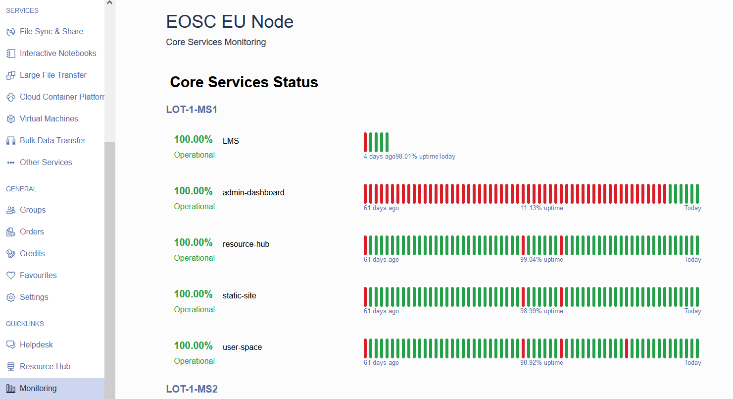 SERVICES
File Sync & Share
Interactive Notebooks
Large File Transfer
Cloud Container Platform
Virtual Machines
Bulk Data Transfer
Other Services
GENERAL
Groups
Orders
Credits
Favourites
Settings
QUICKLINKS
Helpdesk
Resource Hub
Monitoring
EOSC EU Node
Core Services Monitoring
Core Services Status
LOT-1-MS1
100.00% LMS
Operational
4 days ago 98.01% uptime Today
100.00% admin-dashboard
Operational
61 days ago 11.13% uptime Today
100.00% resource-hub
Operational
61 days ago 99.04% uptime Today
100.00% static-site
Operational
61 days ago 98.99% uptime Today
100.00% user-space
Operational
61 days ago 98.92% uptime Today
LOT-1-MS2